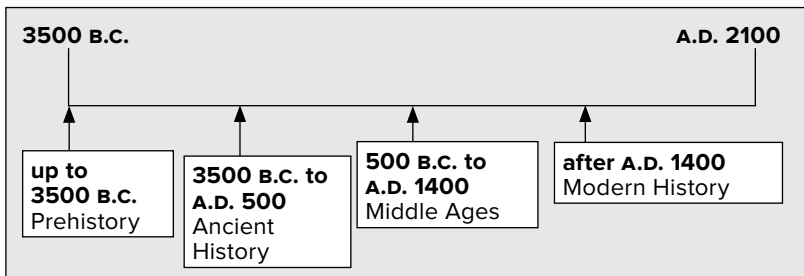 3500 B.C.
A.D. 2100
up to
3500 B.C.
Prehistory
3500 B.C. to
A.D. 500
Ancient
History
500 B.C. to
A.D. 1400
Middle Ages
after A.D. 1400
Modern History